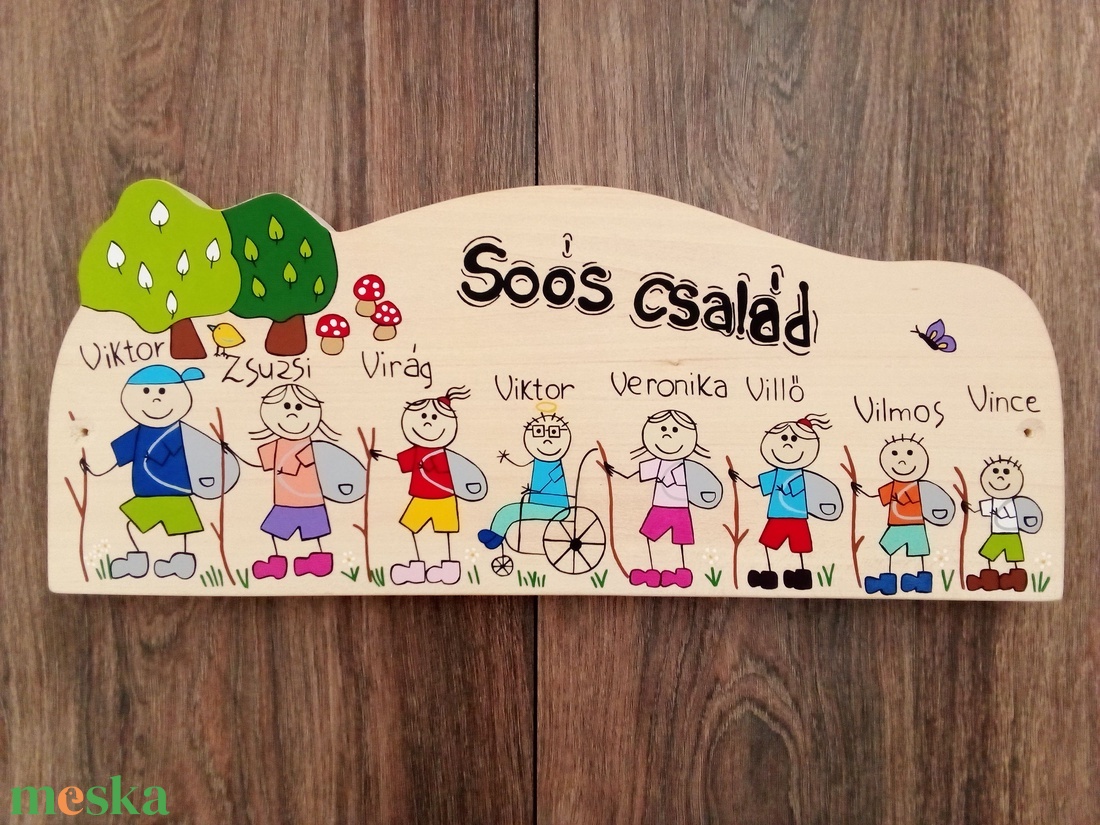 Soós család
Viktor
Zsuzsi
Virág
Viktor
Veronika
Villő
Vilmos
Vince
meska